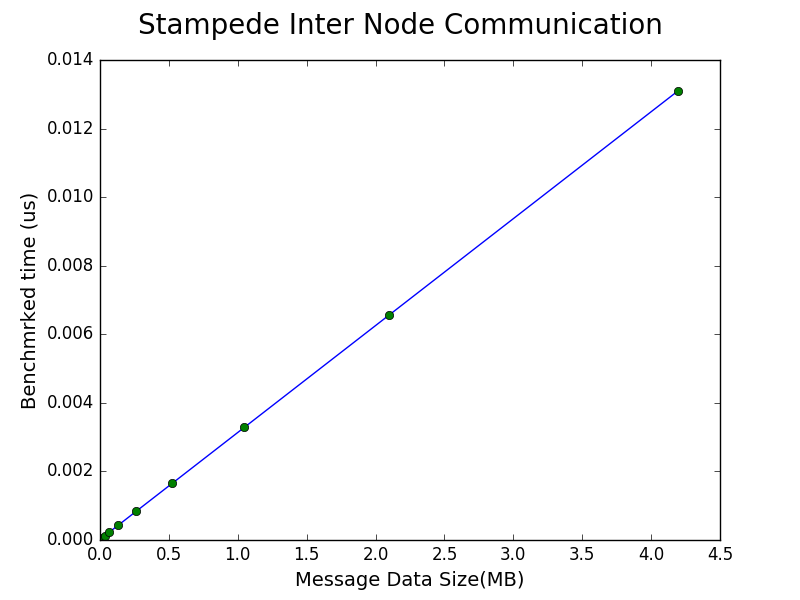 Stampede Inter Node Communication
0.014
0.012
0.010
0.008
0.006
0.004
0.002
0.000
Benchmrked time (us)
0.0 0.5 1.0 1.5 2.0 2.5 3.0 3.5 4.0 4.5
Message Data Size(MB)